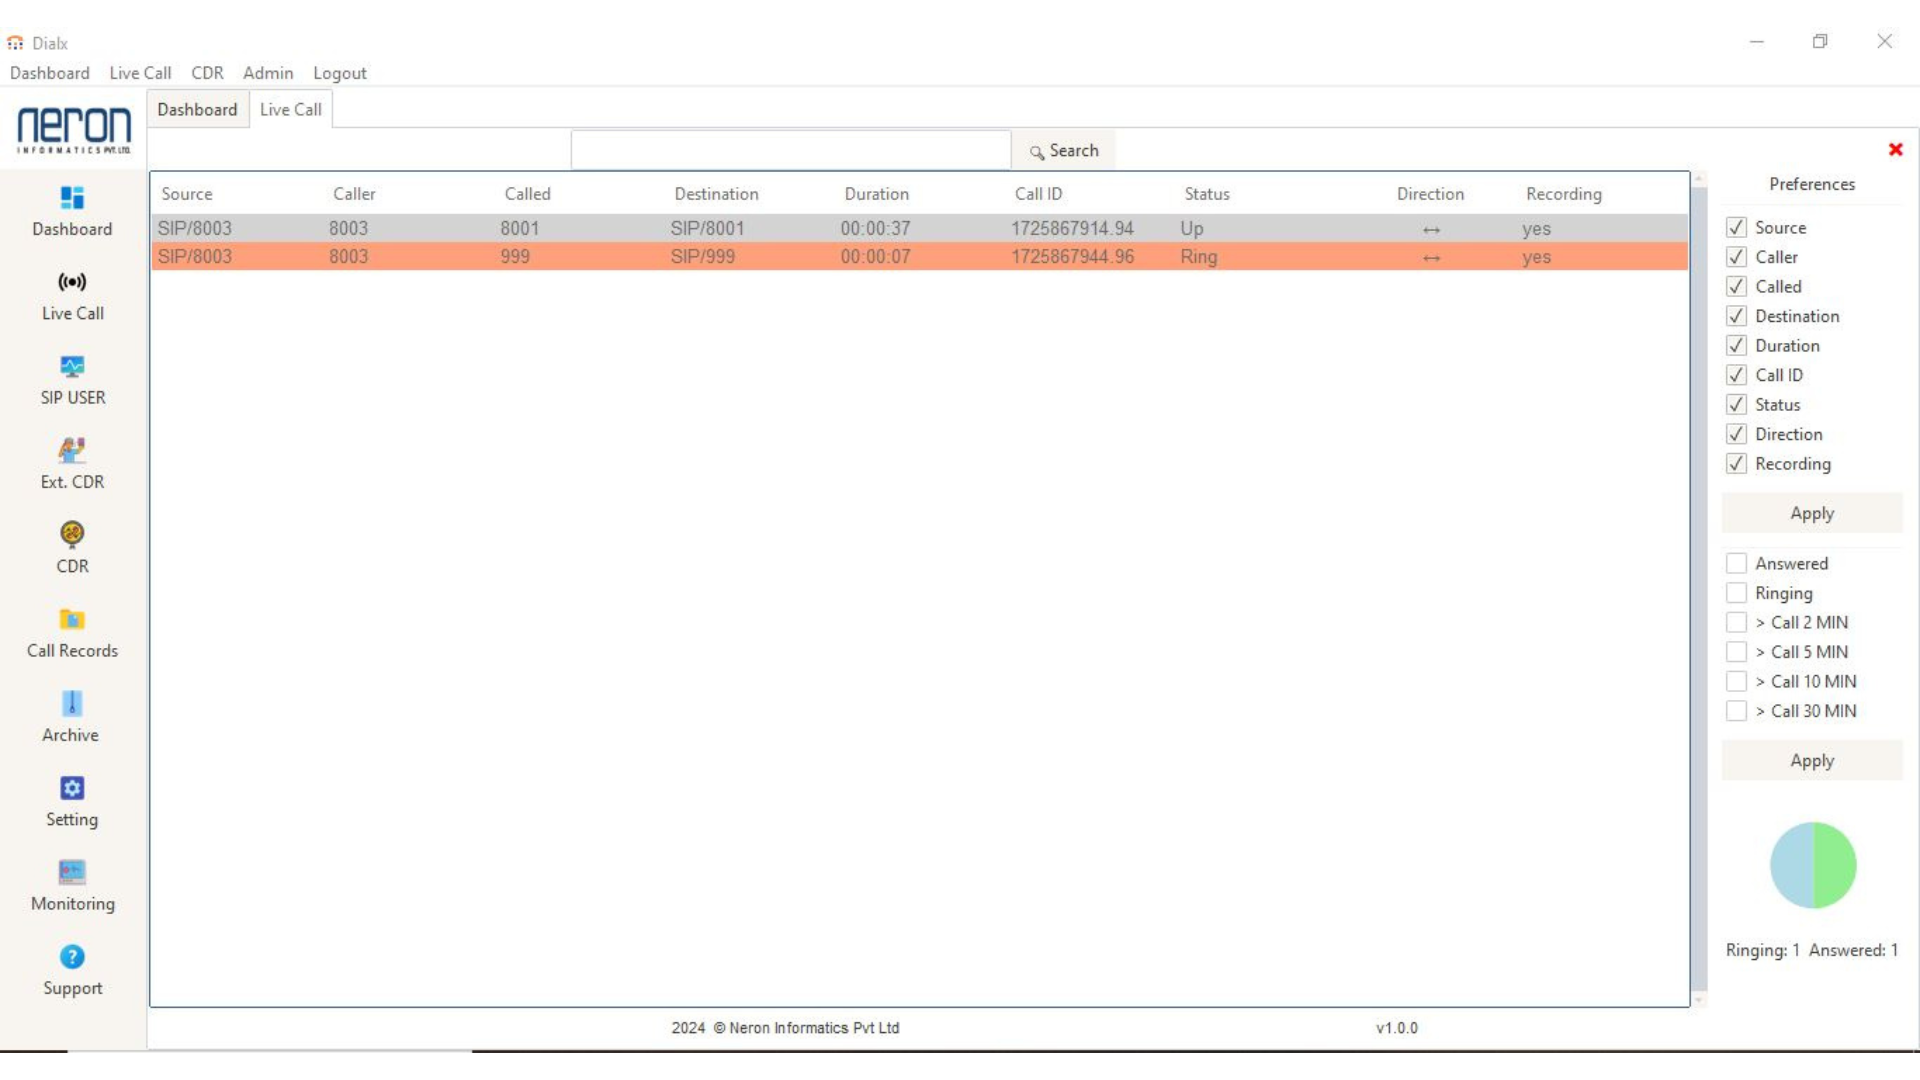 Dialx
Dashboard Live Call CDR Admin Logout
neron
INFORMATICS PVT. LTD.
Dashboard Live Call
Search
Source Caller Called Destination Duration Call ID Status Direction Recording
SIP/8003 8003 8001 SIP/8001 00:00:37 1725867914.94 Up ↔ yes
SIP/8003 8003 999 SIP/999 00:00:07 1725867944.96 Ring ↔ yes
Dashboard
Live Call
SIP USER
Ext. CDR
CDR
Call Records
Archive
Setting
Monitoring
Support
Preferences
Source
Caller
Called
Destination
Duration
Call ID
Status
Direction
Recording
Apply
Answered
Ringing
> Call 2 MIN
> Call 5 MIN
> Call 10 MIN
> Call 30 MIN
Apply
Ringing: 1 Answered: 1
2024 © Neron Informatics Pvt Ltd v1.0.0